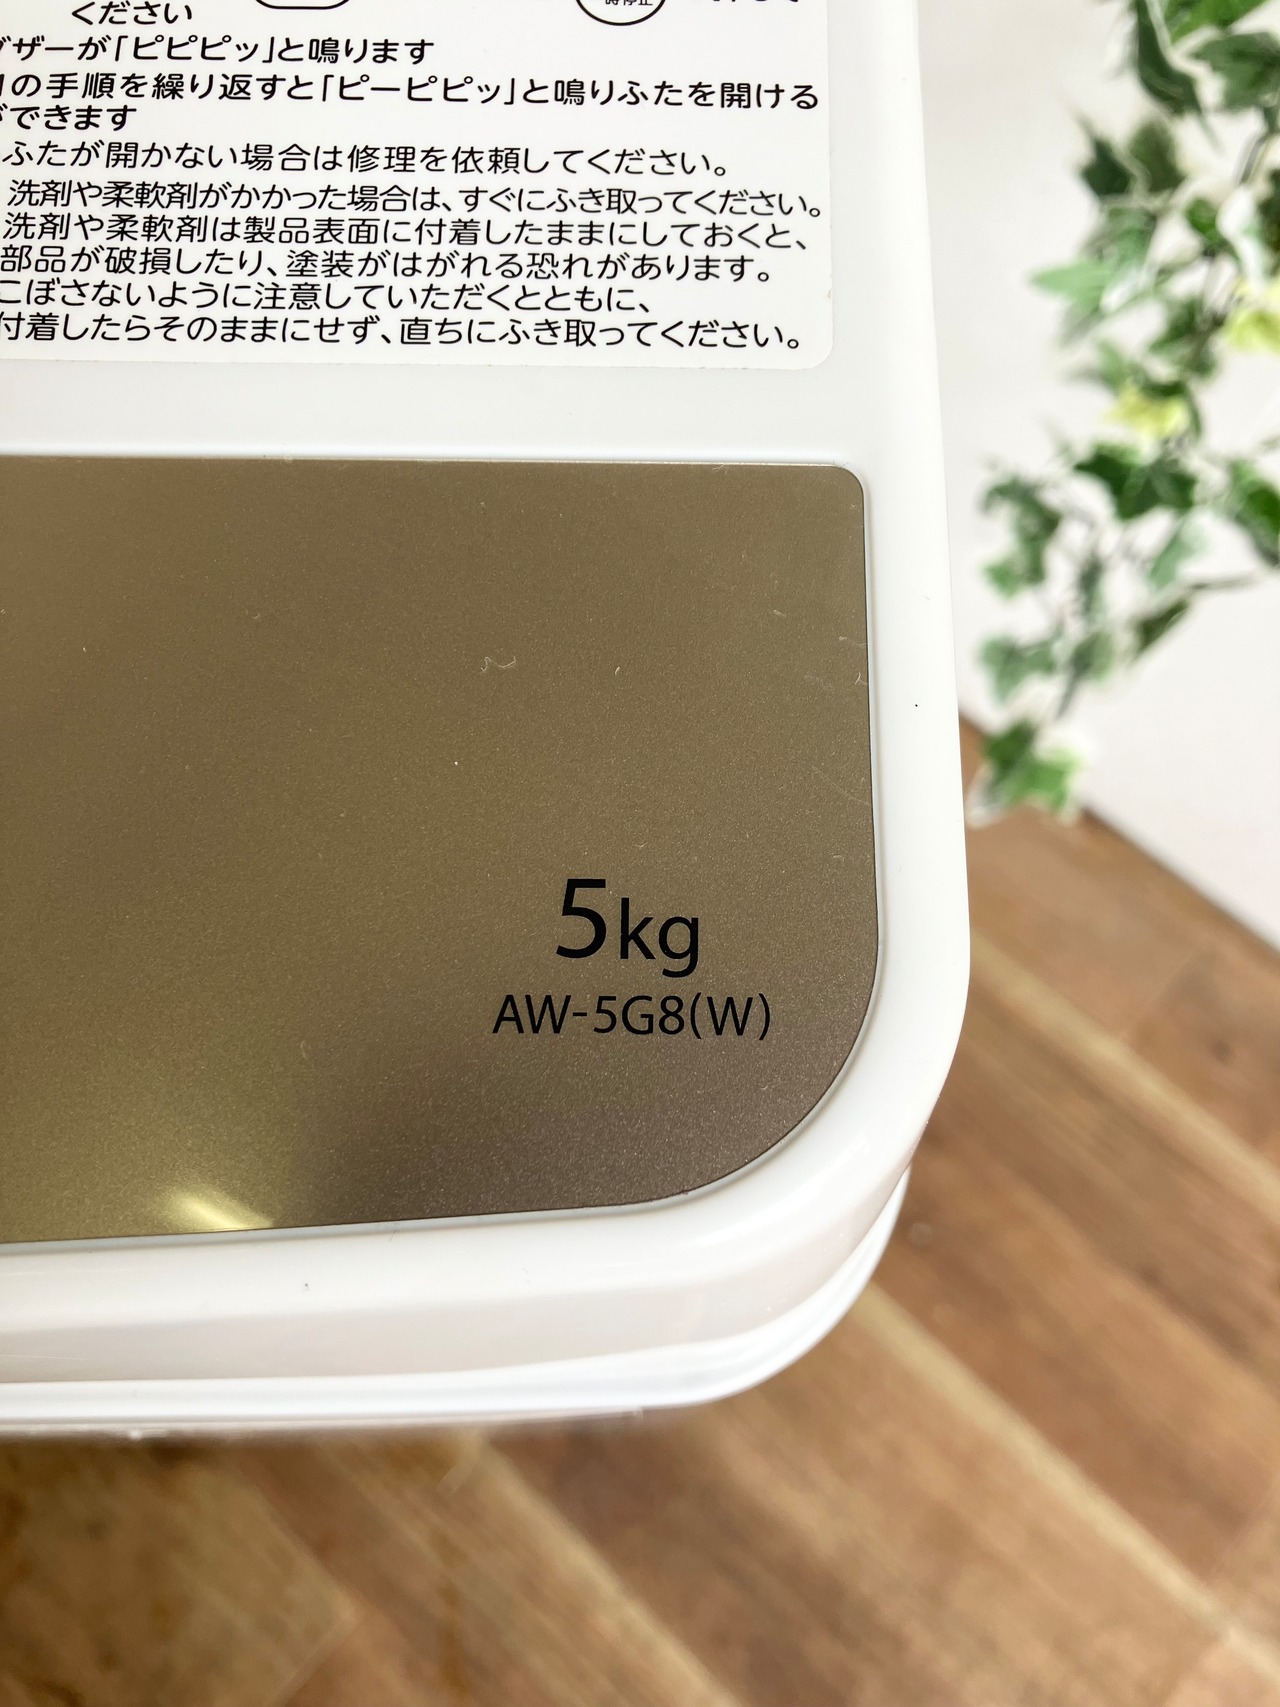 ください
時停止
ブザーが「ピピピッ」と鳴ります
1の手順を繰り返すと「ピーピピッ」と鳴りふたを開ける
ができます
ふたが開かない場合は修理を依頼してください。
洗剤や柔軟剤がかかった場合は、すぐにふき取ってください。
洗剤や柔軟剤は製品表面に付着したままにしておくと、
部品が破損したり、塗装がはがれる恐れがあります。
こぼさないように注意していただくとともに、
付着したらそのままにせず、直ちにふき取ってください。
5kg
AW-5G8(W)